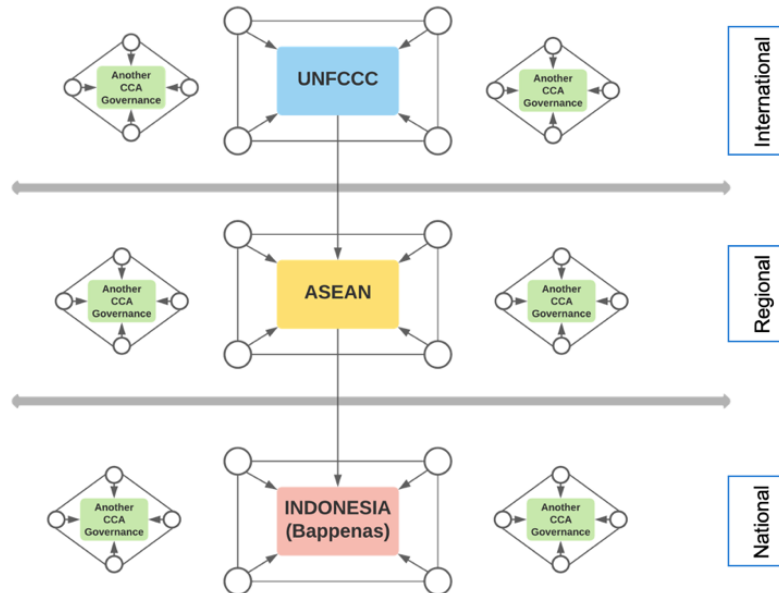 Another
CCA
Governance
UNFCCC
Another
CCA
Governance
International
Another
CCA
Governance
ASEAN
Another
CCA
Governance
Regional
Another
CCA
Governance
INDONESIA
(Bappenas)
Another
CCA
Governance
National